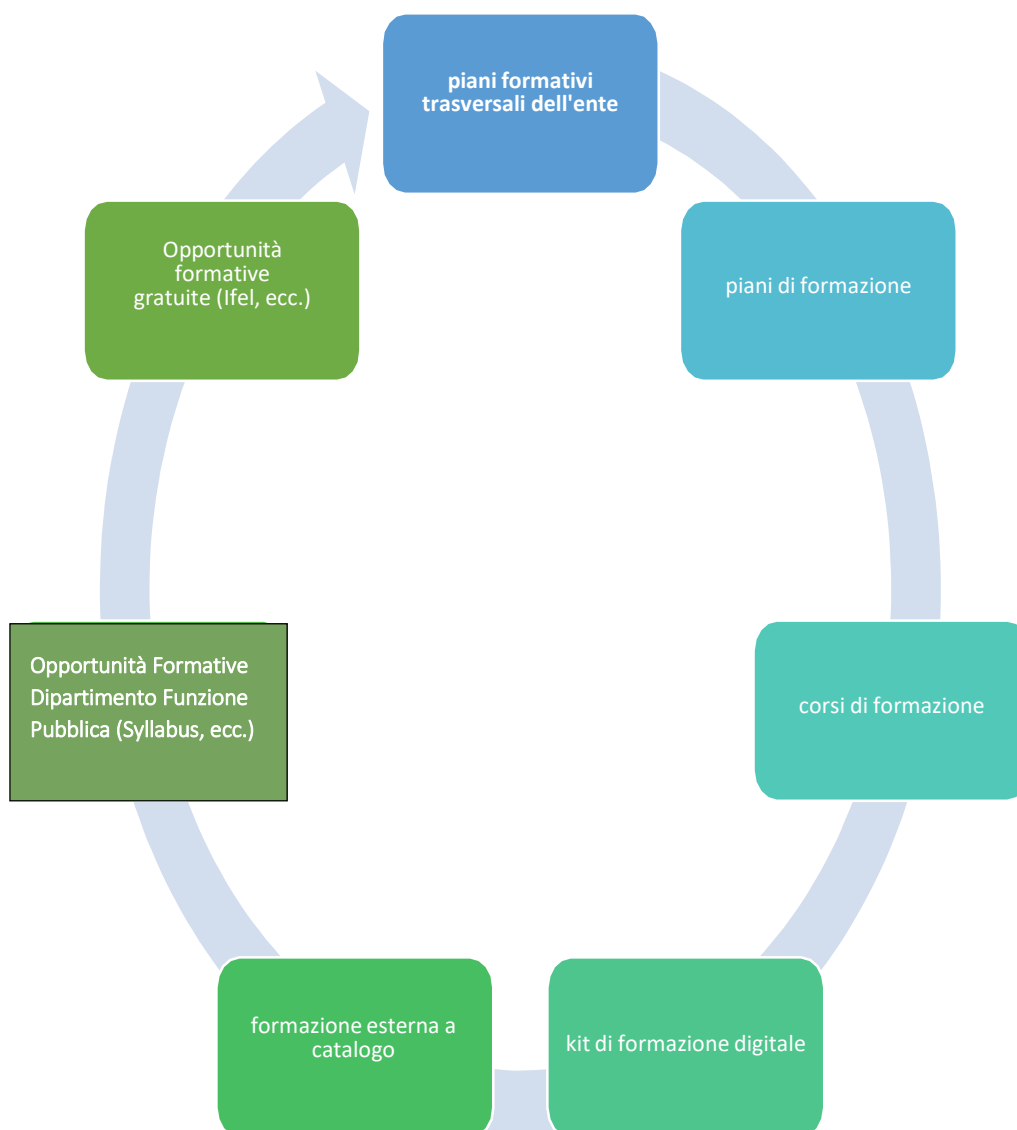 piani formativi
trasversali dell'ente
piani di formazione
corsi di formazione
kit di formazione digitale
formazione esterna a
catalogo
Opportunità Formative
Dipartimento Funzione
Pubblica (Syllabus, ecc.)
Opportunità
formative
gratuite (Ifel, ecc.)